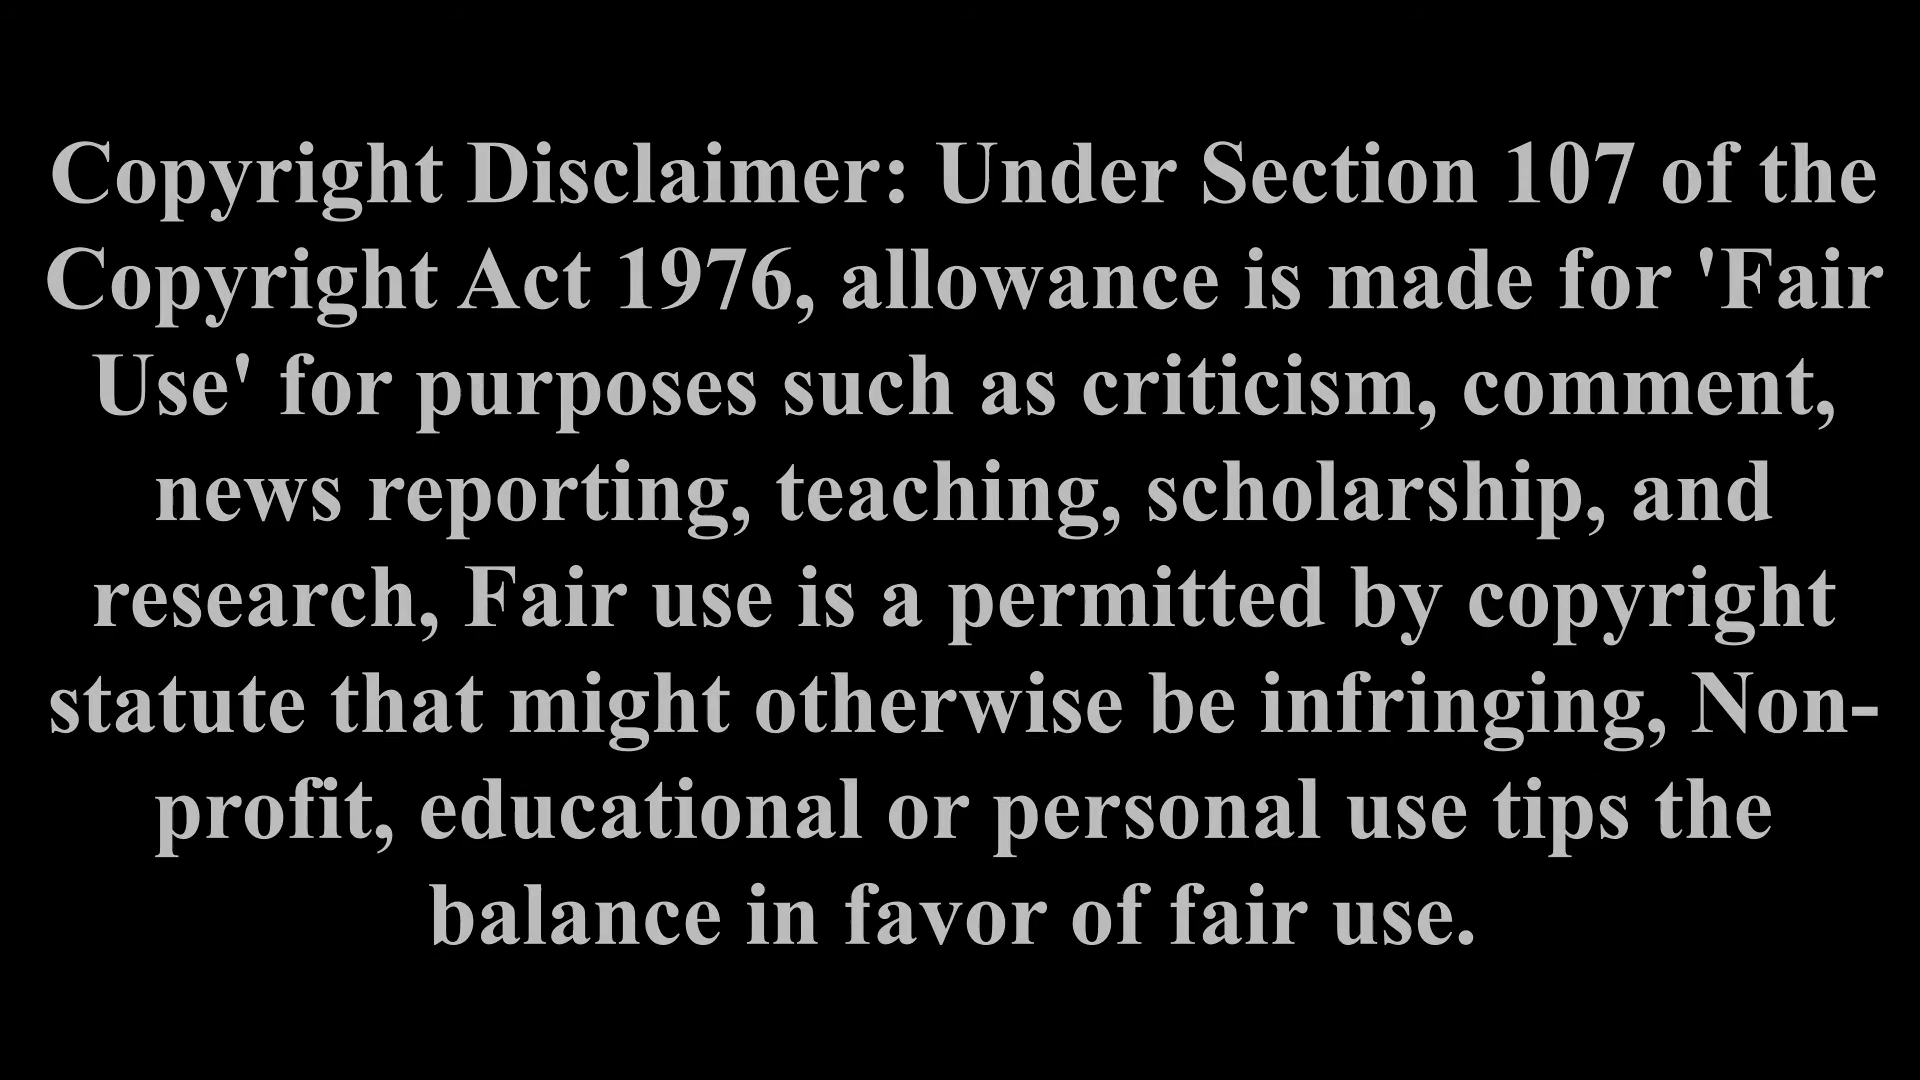 Copyright Disclaimer: Under Section 107 of the
Copyright Act 1976, allowance is made for 'Fair
Use' for purposes such as criticism, comment,
news reporting, teaching, scholarship, and
research, Fair use is a permitted by copyright
statute that might otherwise be infringing, Non-
profit, educational or personal use tips the
balance in favor of fair use.